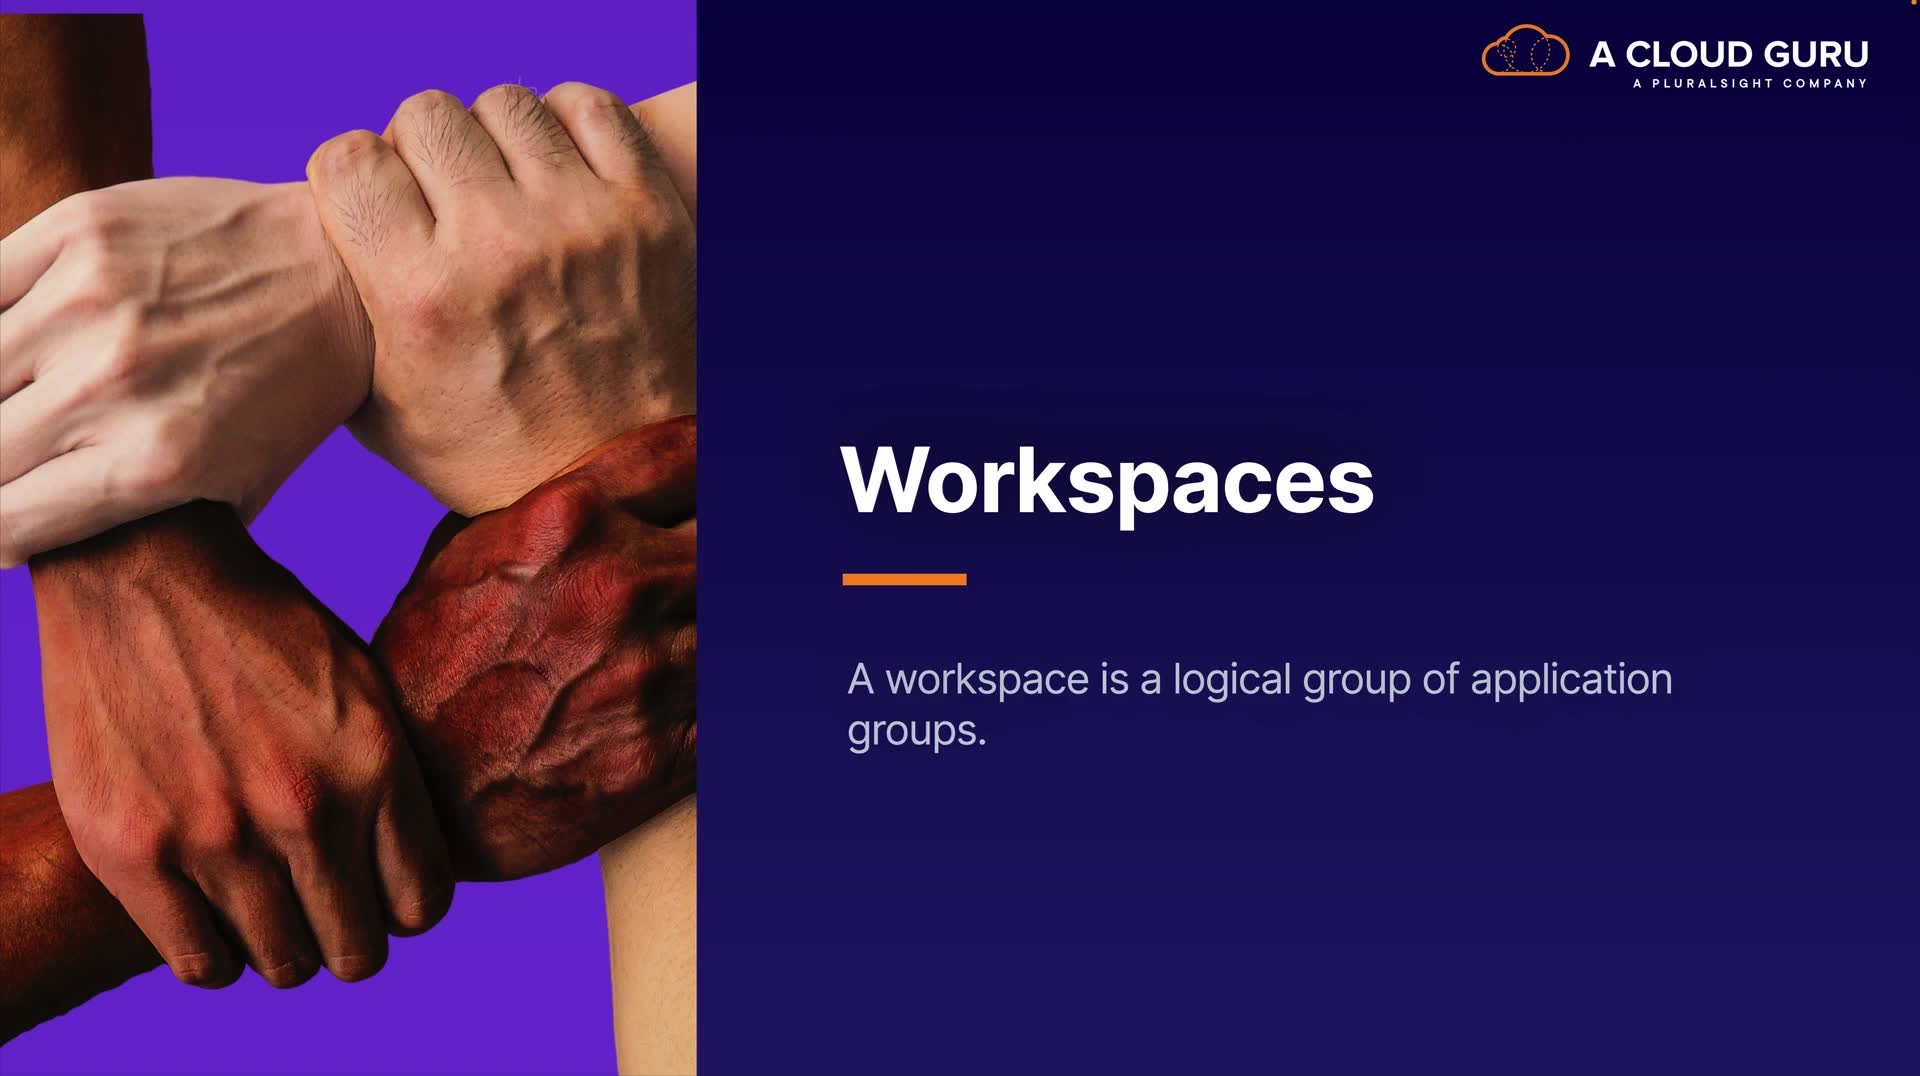 A CLOUD GURU
A PLURALSIGHT COMPANY
Workspaces
A workspace is a logical group of application
groups.